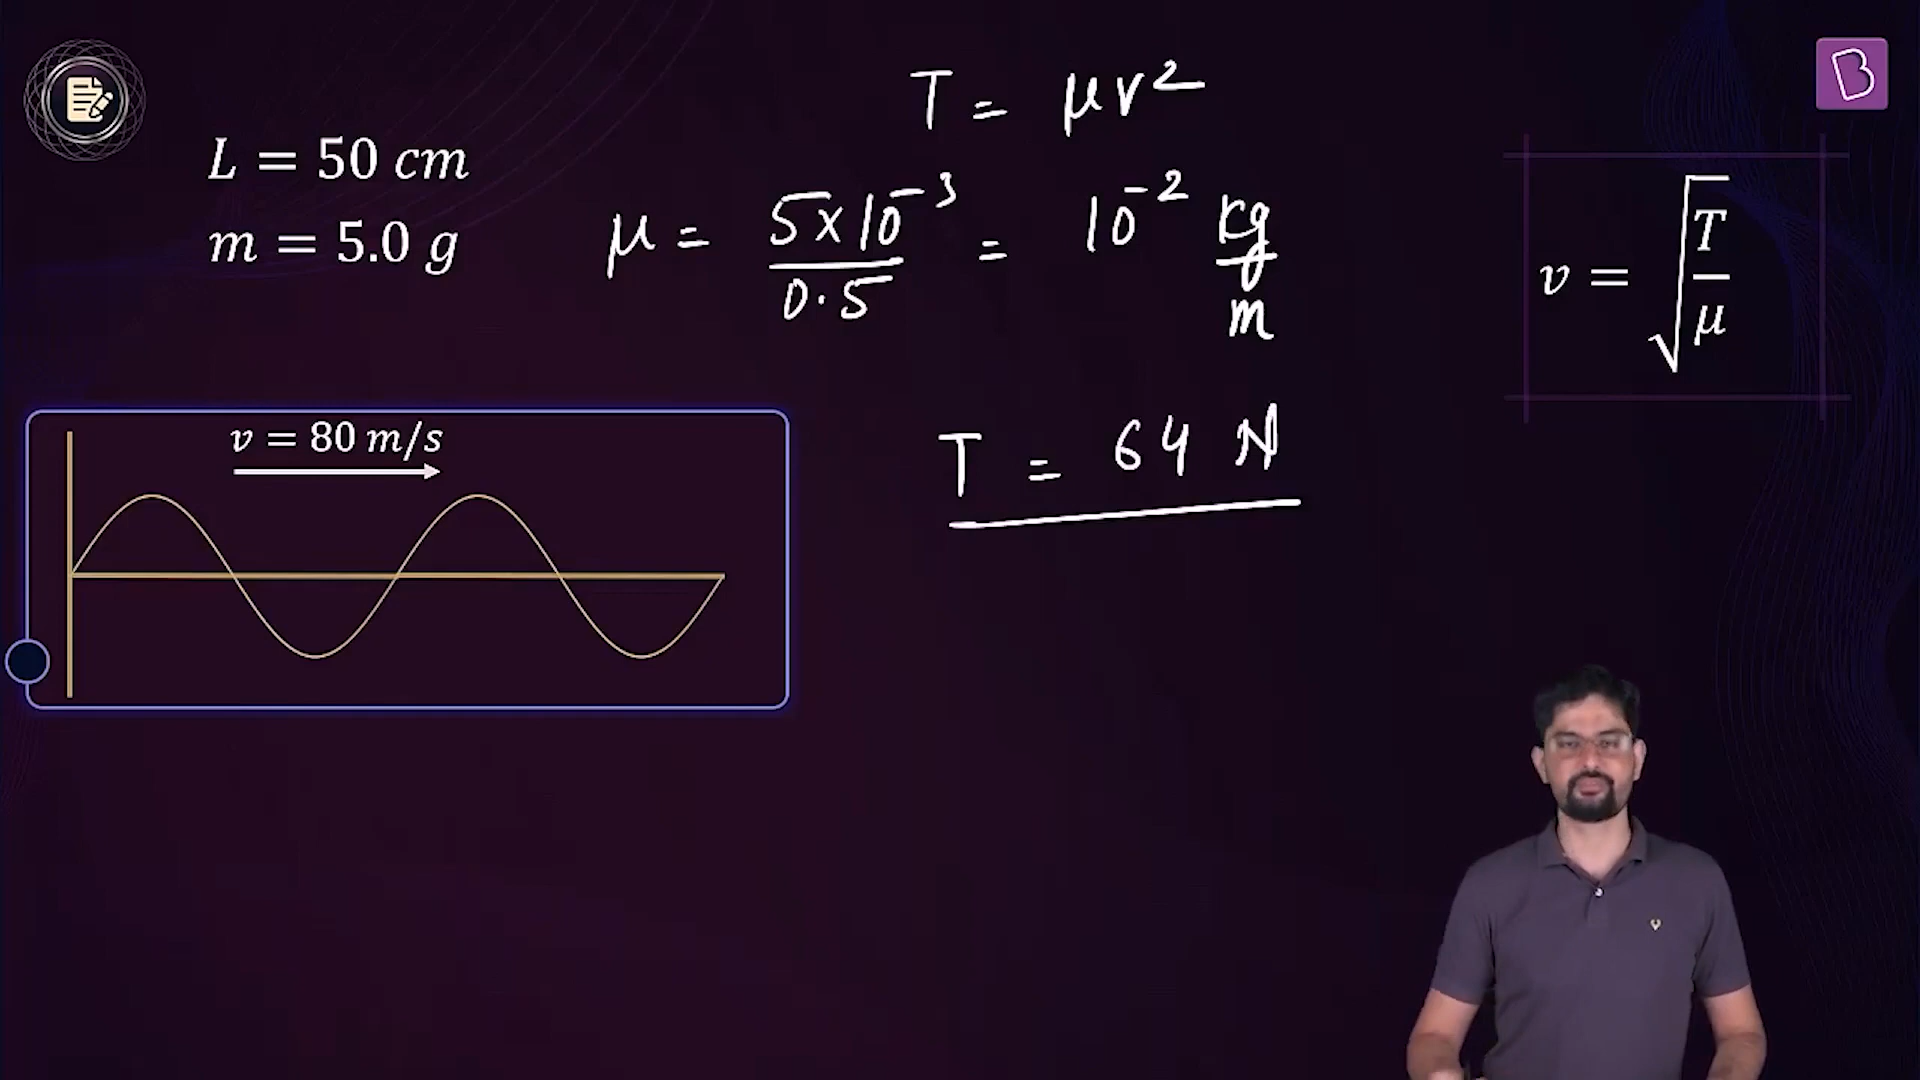 T = μv²
L = 50 cm
m = 5.0 g
μ = 5×10⁻³ / 0.5 = 10⁻² kg/m
v = √(T/μ)
v = 80 m/s
T = 64 N
B